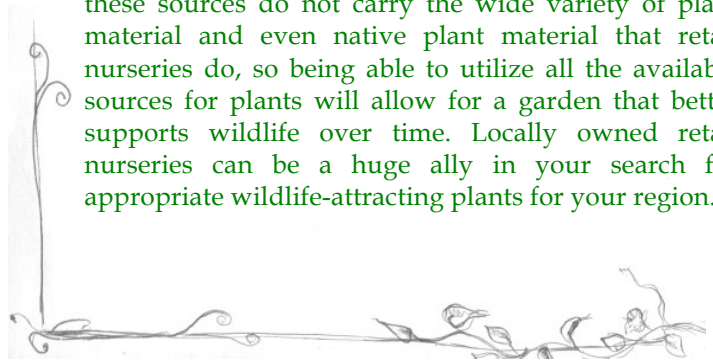 these sources do not carry the wide variety of pla
material and even native plant material that reta
nurseries do, so being able to utilize all the availab
sources for plants will allow for a garden that bett
supports wildlife over time. Locally owned reta
nurseries can be a huge ally in your search f
appropriate wildlife-attracting plants for your region.